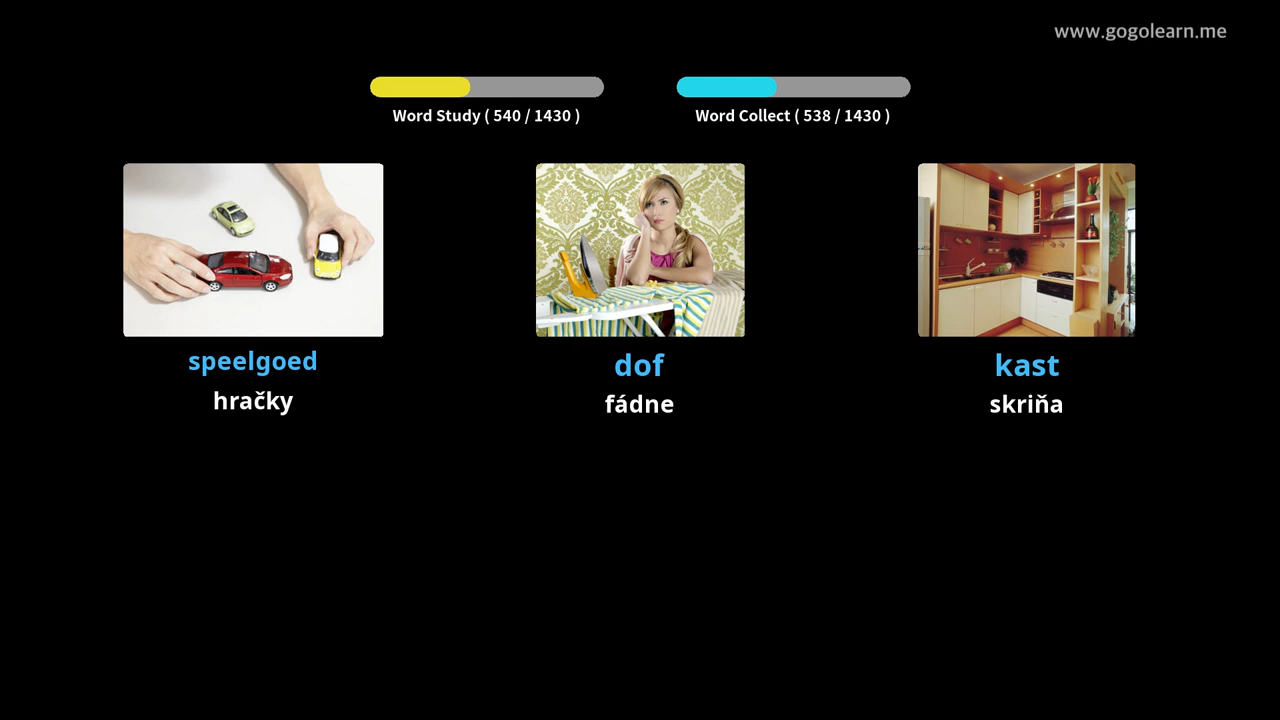 www.gogolearn.me
Word Study ( 540 / 1430 )
Word Collect ( 538 / 1430 )
speelgoed
hračky
dof
fádne
kast
skriňa